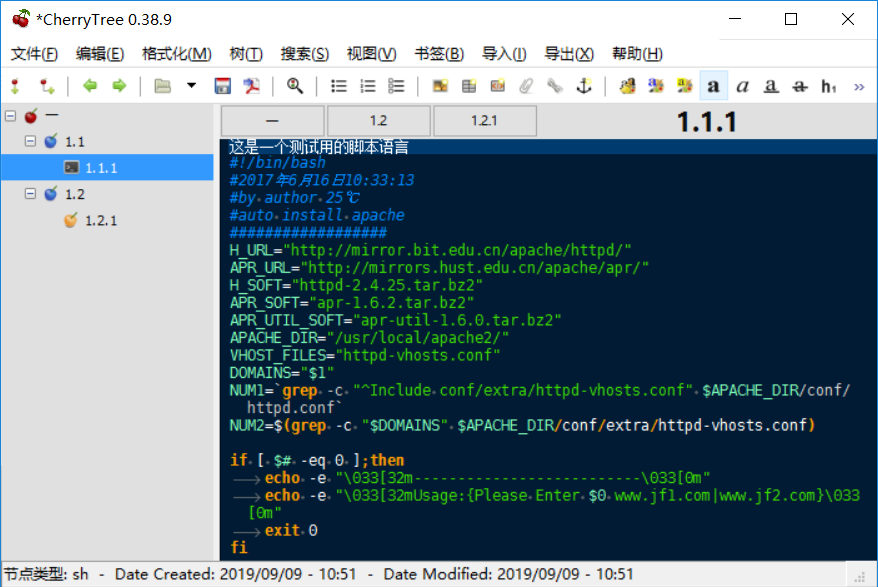 *CherryTree 0.38.9
文件(F) 编辑(E) 格式化(M) 树(T) 搜索(S) 视图(V) 书签(B) 导入(I) 导出(X) 帮助(H)
a a a a h1 »
一
1.1
1.1.1
1.2
1.2.1
一 1.2 1.2.1 1.1.1
这是一个测试用的脚本语言
#!/bin/bash
#2017年6月16日10:33:13
#by author 25℃
#auto install apache
##################
H_URL="http://mirror.bit.edu.cn/apache/httpd/"
APR_URL="http://mirrors.hust.edu.cn/apache/apr/"
H_SOFT="httpd-2.4.25.tar.bz2"
APR_SOFT="apr-1.6.2.tar.bz2"
APR_UTIL_SOFT="apr-util-1.6.0.tar.bz2"
APACHE_DIR="/usr/local/apache2/"
VHOST_FILES="httpd-vhosts.conf"
DOMAINS="$1"
NUM1=`grep -c "^Include conf/extra/httpd-vhosts.conf" $APACHE_DIR/conf/
httpd.conf`
NUM2=$(grep -c "$DOMAINS" $APACHE_DIR/conf/extra/httpd-vhosts.conf)
if [ $# -eq 0 ];then
echo -e "\033[32m--------------------------\033[0m"
echo -e "\033[32mUsage:{Please Enter $0 www.jf1.com|www.jf2.com}\033
[0m"
exit 0
fi
节点类型: sh - Date Created: 2019/09/09 - 10:51 - Date Modified: 2019/09/09 - 10:51